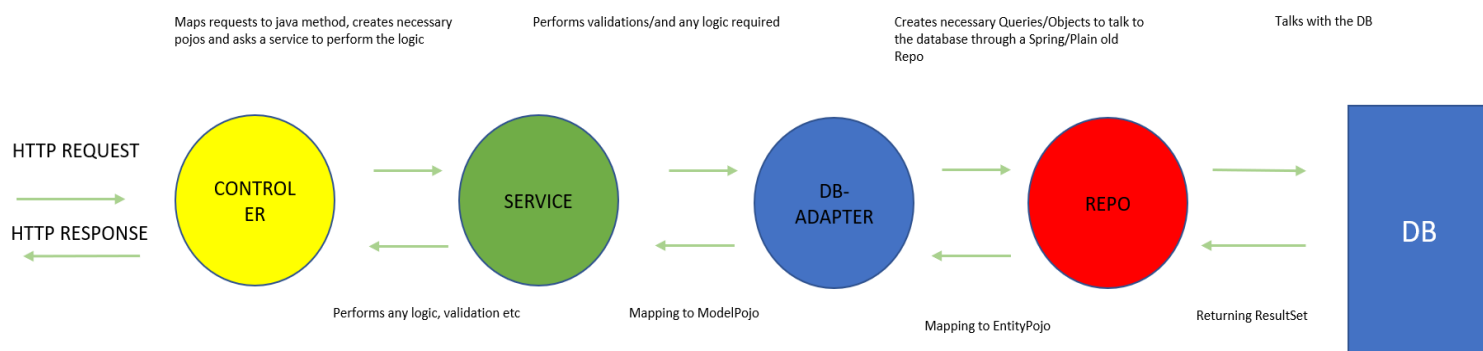 Maps requests to java method, creates necessary
pojos and asks a service to perform the logic
Performs validations/and any logic required
Creates necessary Queries/Objects to talk to
the database through a Spring/Plain old
Repo
Talks with the DB
HTTP REQUEST
HTTP RESPONSE
CONTROL
ER
SERVICE
DB-
ADAPTER
REPO
DB
Performs any logic, validation etc
Mapping to ModelPojo
Mapping to EntityPojo
Returning ResultSet